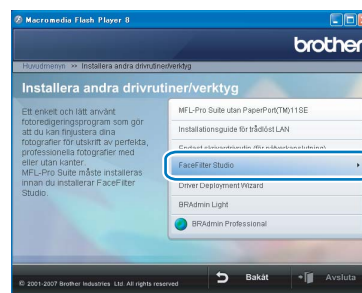 Macromedia Flash Player 8
brother
Huvudmenyn >> Installera andra drivrutiner/verktyg
Installera andra drivrutiner/verktyg
Ett enkelt och lätt använt
fotoredigeringsprogram som gör
att du kan finjustera dina
fotografier för utskrift av perfekta,
professionella fotografier med
eller utan kanter.
MFL-Pro Suite måste installeras
innan du installerar FaceFilter
Studio.
MFL-Pro Suite utan PaperPort(TM)11SE
Installationsguide för trådlöst LAN
Endast skrivardrivrutin (för nätverksanslutning)
FaceFilter Studio
Driver Deployment Wizard
BRAdmin Light
BRAdmin Professional
© 2001-2007 Brother Industries Ltd. All rights reserved
Bakåt
Avsluta